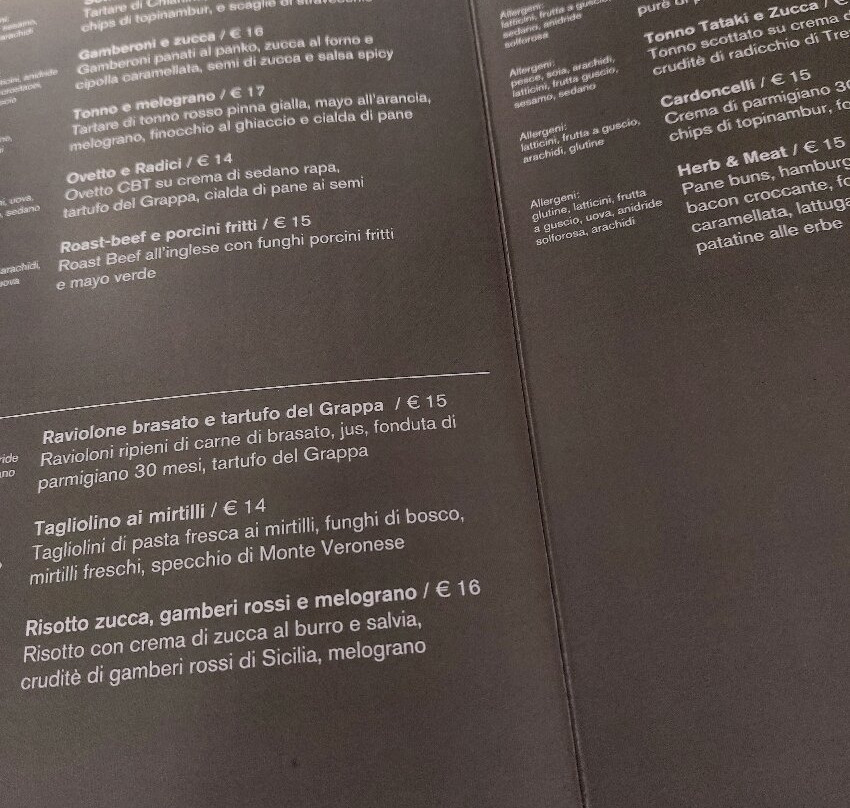 Tartare di
chips di topinambur, e scaglie di
Gamberoni e zucca / € 16
Gamberoni panati al panko, zucca al forno e
cipolla caramellata, semi di zucca e salsa spicy
Tonno e melograno / € 17
Tartare di tonno rosso pinna gialla, mayo all'arancia,
melograno, finocchio al ghiaccio e cialda di pane
Ovetto e Radici / € 14
Ovetto CBT su crema di sedano rapa,
tartufo del Grappa, cialda di pane ai semi
Roast-beef e porcini fritti / € 15
Roast Beef all'inglese con funghi porcini fritti
e mayo verde
Raviolone brasato e tartufo del Grappa / € 15
Ravioloni ripieni di carne di brasato, jus, fonduta di
parmigiano 30 mesi, tartufo del Grappa
Tagliolino ai mirtilli / € 14
Tagliolini di pasta fresca ai mirtilli, funghi di bosco,
mirtilli freschi, specchio di Monte Veronese
Risotto zucca, gamberi rossi e melograno / € 16
Risotto con crema di zucca al burro e salvia,
crudité di gamberi rossi di Sicilia, melograno
Allergeni:
latticini, frutta a guscio,
sedano, anidride
solforosa
purè di
Allergeni:
pesce, soia, arachidi,
latticini, frutta guscio,
sesamo, sedano
Tonno Tataki e Zucca /
Tonno scottato su crema
crudité di radicchio di
Allergeni:
latticini, frutta a guscio,
arachidi, glutine
Cardoncelli / € 15
Crema di parmigiano
chips di topinambur,
Allergeni:
glutine, latticini, frutta
a guscio, uova, anidride
solforosa, arachidi
Herb & Meat / € 15
Pane buns, hamburg
bacon croccante,
caramellata, lattuga
patatine alle erbe